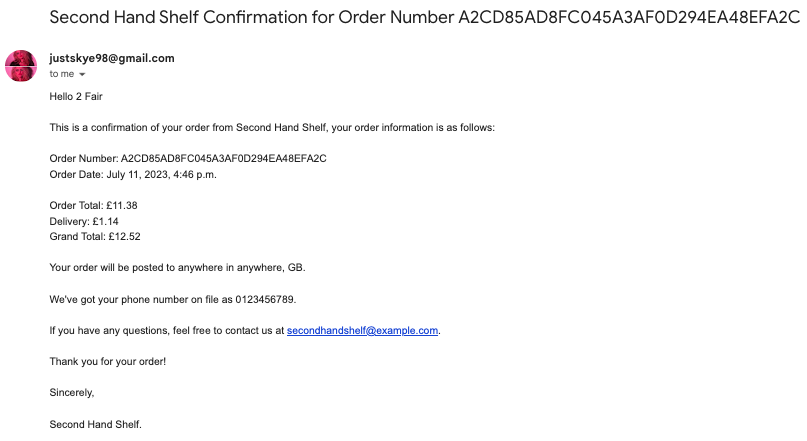 Second Hand Shelf Confirmation for Order Number A2CD85AD8FC045A3AF0D294EA48EFA2C
justskye98@gmail.com
to me
Hello 2 Fair
This is a confirmation of your order from Second Hand Shelf, your order information is as follows:
Order Number: A2CD85AD8FC045A3AF0D294EA48EFA2C
Order Date: July 11, 2023, 4:46 p.m.
Order Total: £11.38
Delivery: £1.14
Grand Total: £12.52
Your order will be posted to anywhere in anywhere, GB.
We've got your phone number on file as 0123456789.
If you have any questions, feel free to contact us at secondhandshelf@example.com.
Thank you for your order!
Sincerely,
Second Hand Shelf.